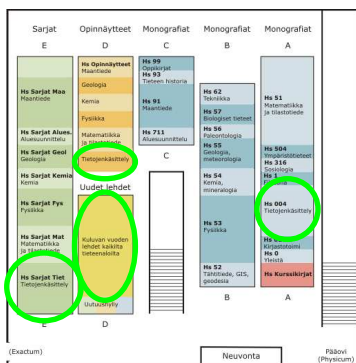 Sarjat
E
Hs Sarjat Maa
Maantiede
Hs Sarjat Alues.
Aluesuunnittelu
Hs Sarjat Geol
Geologia
Hs Sarjat Kemia
Kemia
Hs Sarjat Fys
Fysiikka
Hs Sarjat Mat
Matematiikka
ja tilastotiede
Hs Sarjat Tiet
Tietojenkäsittely
E
Opinnäytteet
D
Hs Opinnäytteet
Maantiede
Geologia
Kemia
Fysiikka
Matematiikka
ja tilastotiede
Tietojenkäsittely
Uudet lehdet
Kuluvan vuoden
lehdet kaikilta
tieteenaloilta
Uutuushylly
D
Monografiat
C
Hs 99
Oppikirjat
Hs 93
Tieteen historia
Hs 91
Maantiede
Hs 711
Aluesuunnittelu
C
Monografiat
B
Hs 62
Tekniikka
Hs 57
Biologiset tieteet
Hs 56
Paleontologia
Hs 55
Geologia,
meteorologia
Hs 54
Kemia,
mineralogia
Hs 53
Fysiikka
Hs 52
Tähtitiede, GIS,
geodesia
B
Monografiat
A
Hs 51
Matematiikka
ja tilastotiede
Hs 504
Ympäristötieteet
Hs 316
Sosiologia
Hs 1
Hs 004
Tietojenkäsittely
Kirjastotoimi
Hs 0
Yleistä
Hs Kurssikirjat
A
(Exactum)
Neuvonta
Pääovi
(Physicum)